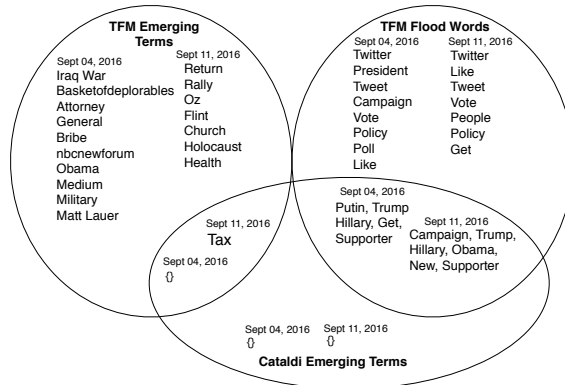 TFM Emerging
Terms
Sept 04, 2016
Iraq War
Basketofdeplorables
Attorney
General
Bribe
nbcnewforum
Obama
Medium
Military
Matt Lauer
Sept 11, 2016
Return
Rally
Oz
Flint
Church
Holocaust
Health
TFM Flood Words
Sept 04, 2016
Twitter
President
Tweet
Campaign
Vote
Policy
Poll
Like
Sept 11, 2016
Twitter
Like
Tweet
Vote
People
Policy
Get
Sept 11, 2016
Tax
Sept 04, 2016
{}
Sept 04, 2016
Putin, Trump
Hillary, Get,
Supporter
Sept 11, 2016
Campaign, Trump,
Hillary, Obama,
New, Supporter
Sept 04, 2016
{}
Sept 11, 2016
{}
Cataldi Emerging Terms